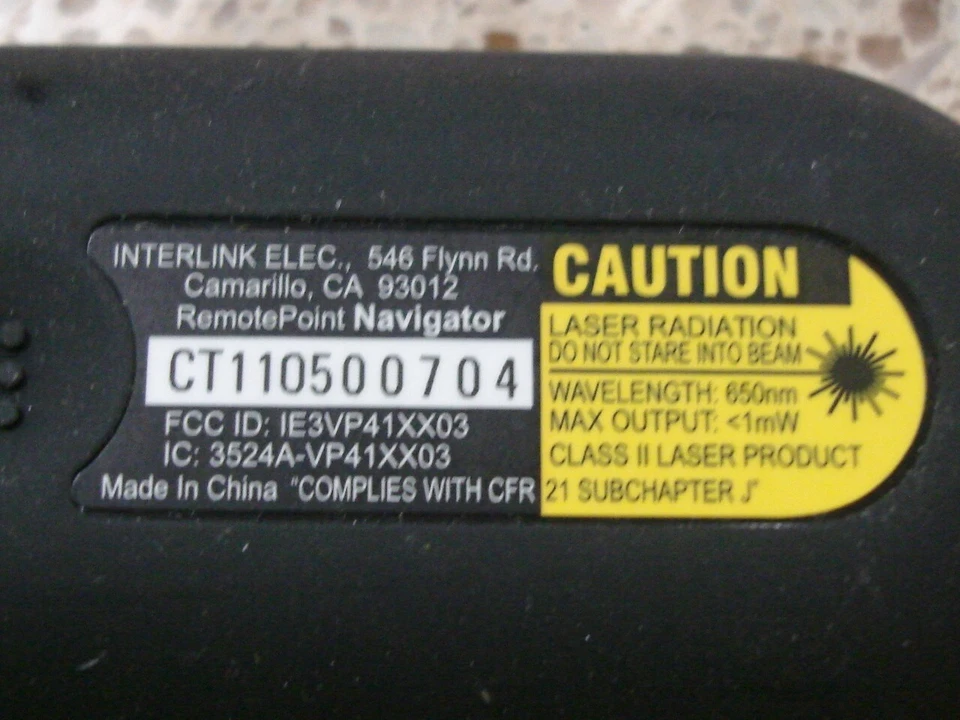 INTERLINK ELEC., 546 Flynn Rd.
Camarillo, CA 93012
RemotePoint Navigator
CT110500704
FCC ID: IE3VP41XX03
IC: 3524A-VP41XX03
Made In China "COMPLIES WITH CFR 21 SUBCHAPTER J"
CAUTION
LASER RADIATION
DO NOT STARE INTO BEAM
WAVELENGTH: 650nm
MAX OUTPUT: <1mW
CLASS II LASER PRODUCT